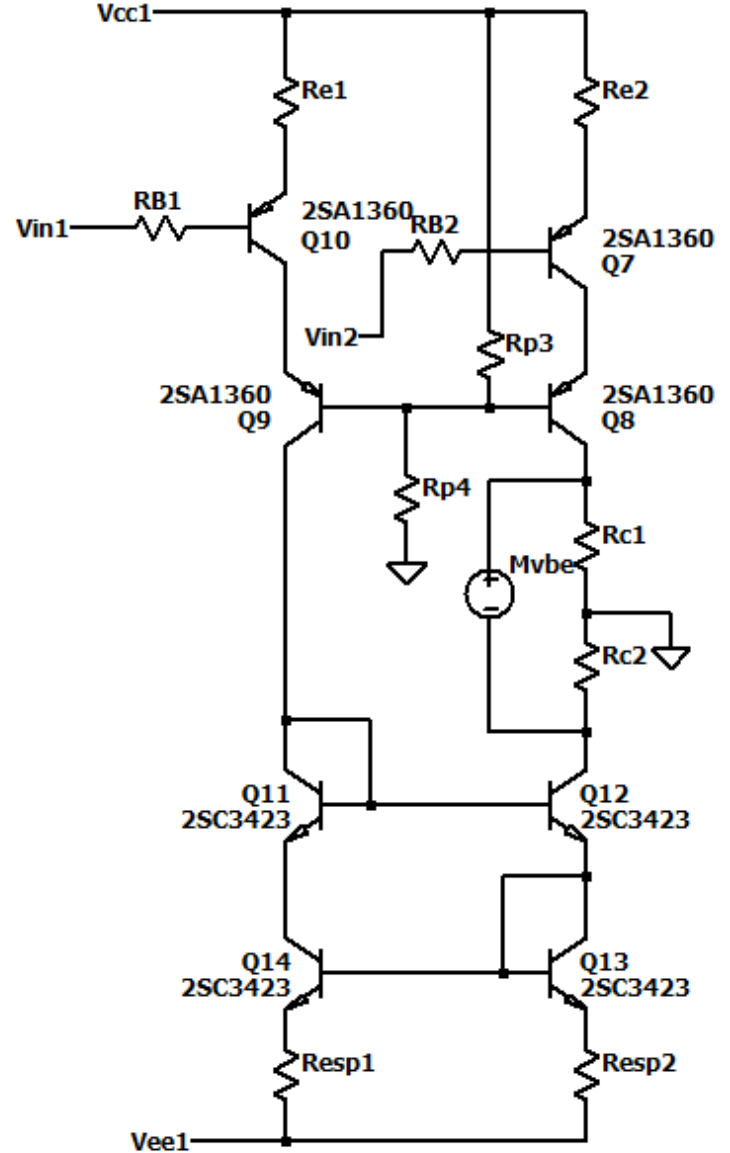 Vcc1
Re1
Re2
RB1
Vin1
2SA1360
Q10
RB2
2SA1360
Q7
Vin2
Rp3
2SA1360
Q9
2SA1360
Q8
Rp4
Rc1
Mvbe
+
−
Rc2
Q11
2SC3423
Q12
2SC3423
Q14
2SC3423
Q13
2SC3423
Resp1
Resp2
Vee1